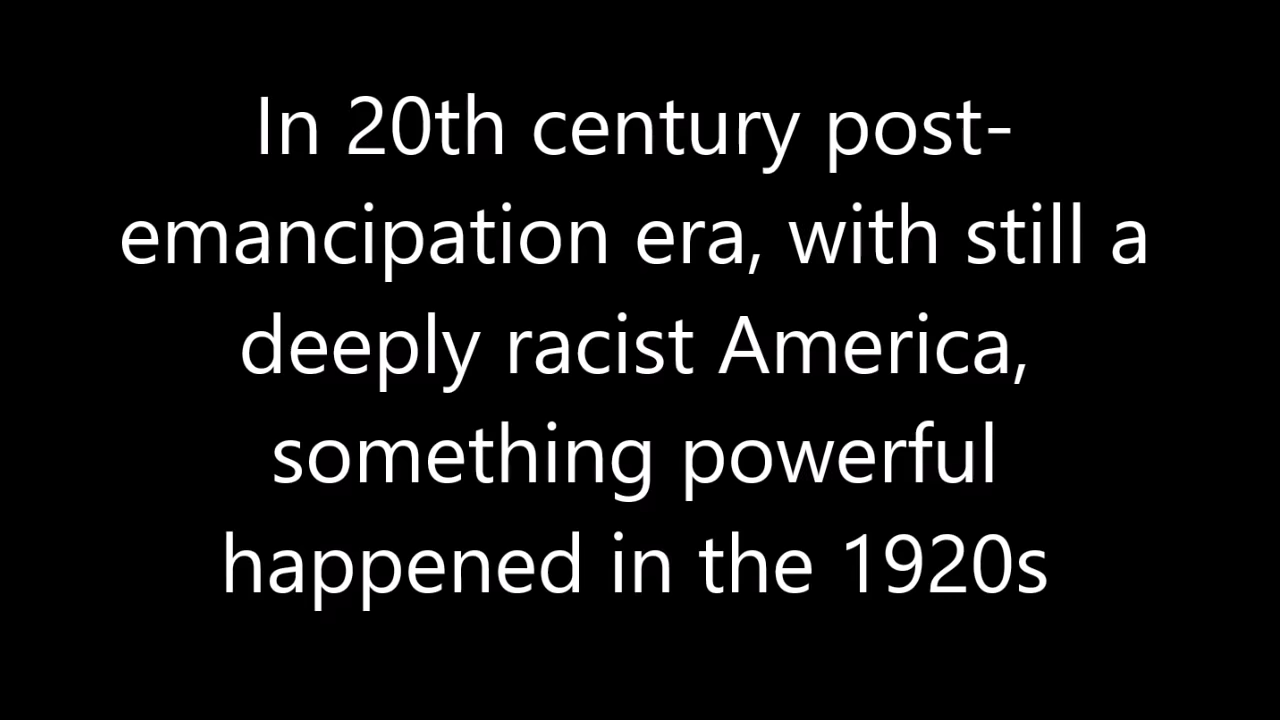 In 20th century post-
emancipation era, with still a
deeply racist America,
something powerful
happened in the 1920s